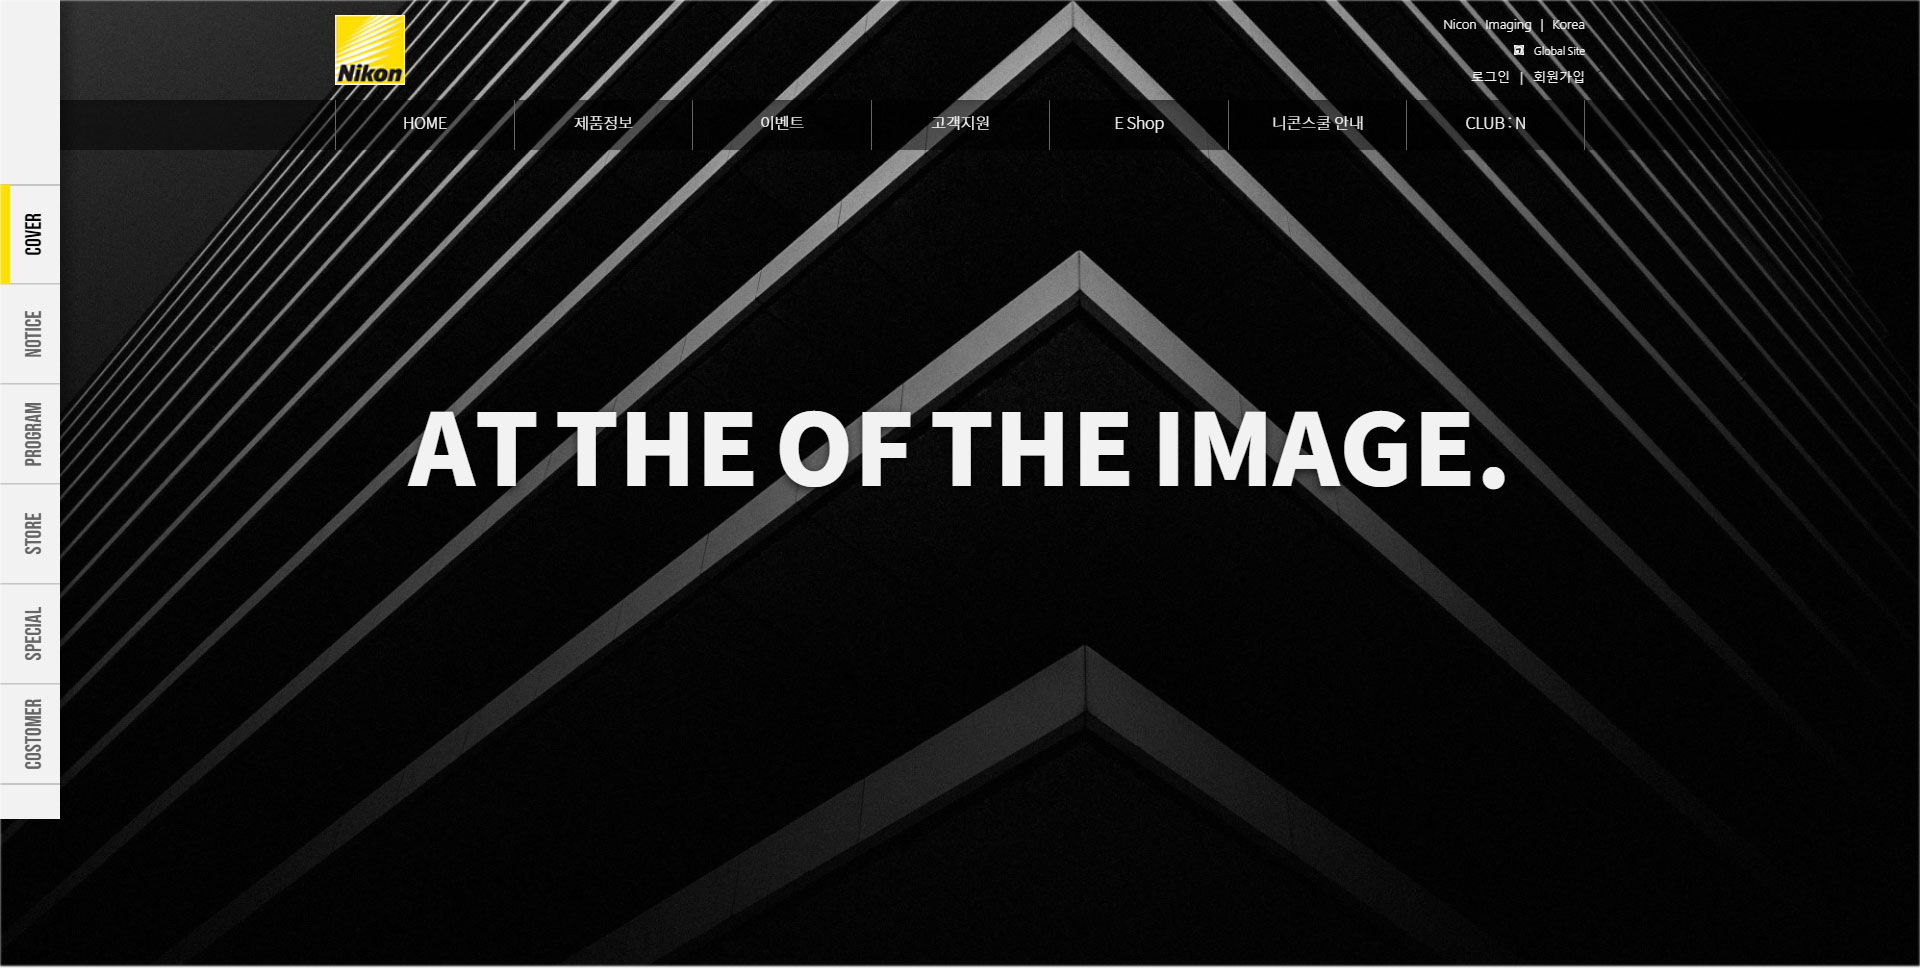 Nikon
Nicon Imaging | Korea
Global Site
로그인 | 회원가입
HOME 제품정보 이벤트 고객지원 E Shop 니콘스쿨 안내 CLUB : N
COVER
NOTICE
PROGRAM
STORE
SPECIAL
COSTOMER
AT THE OF THE IMAGE.